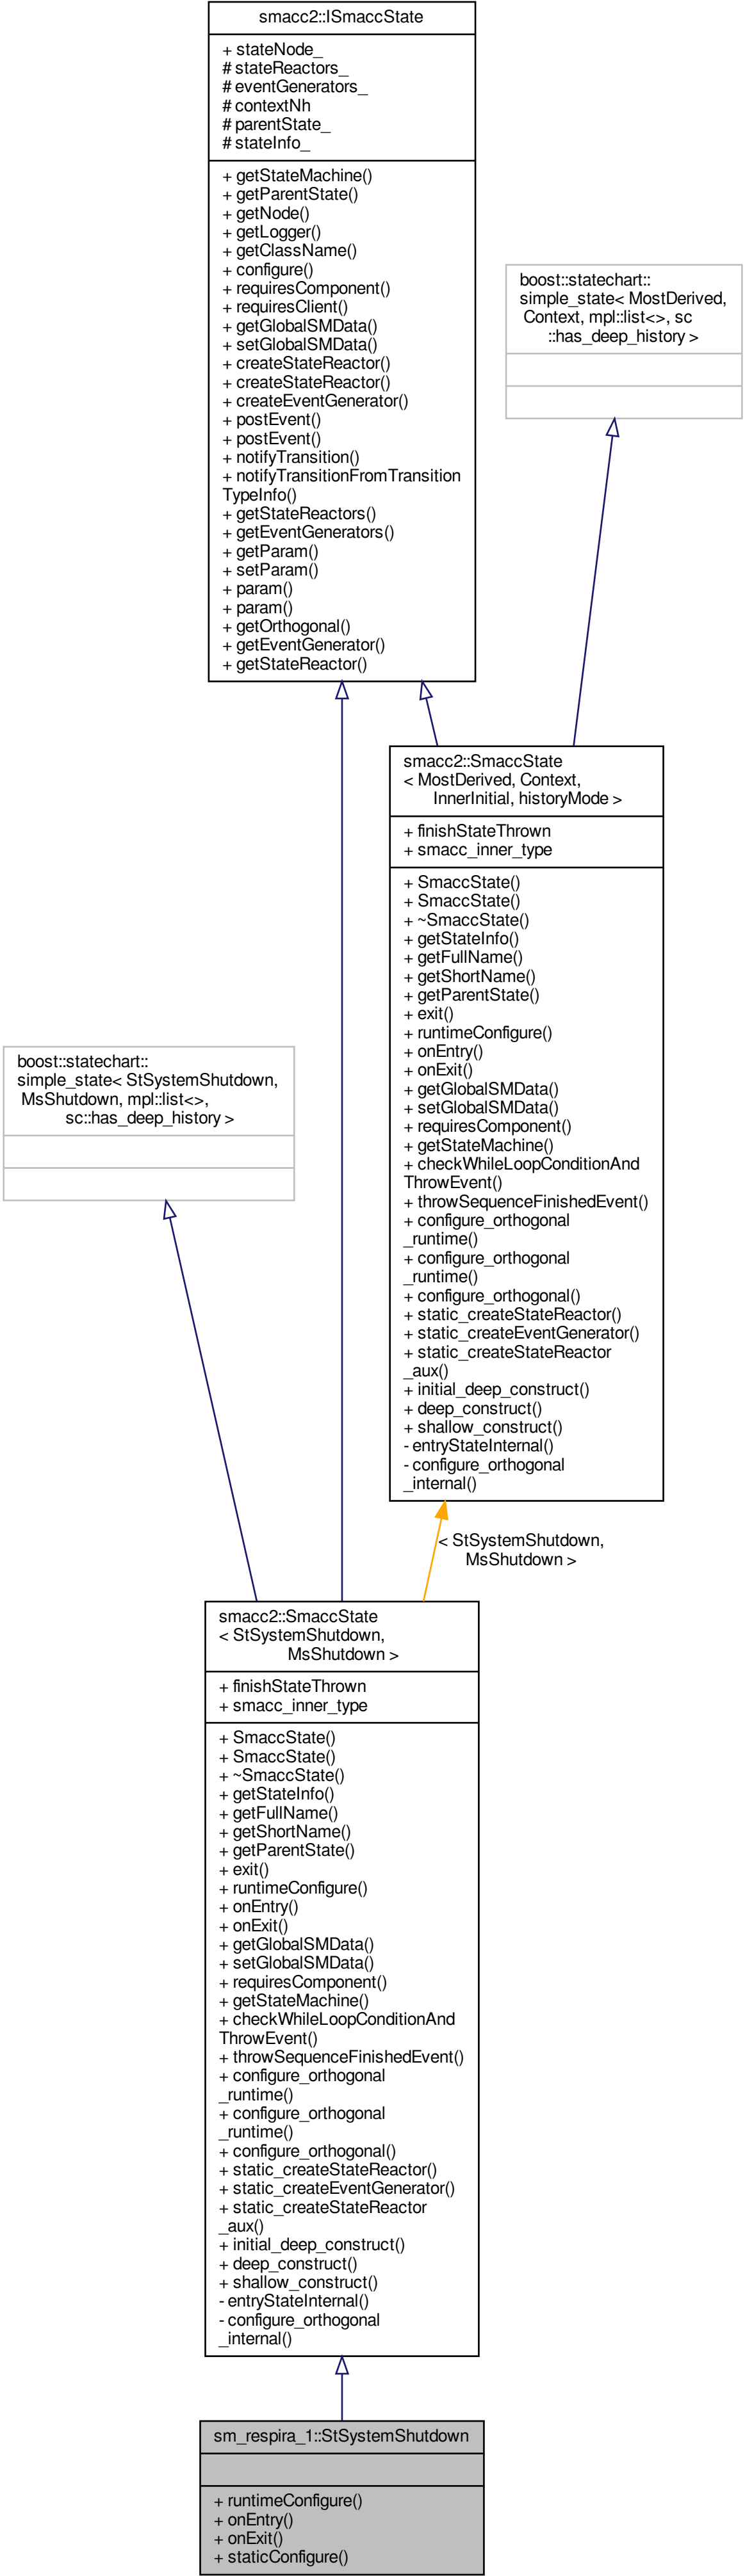 smacc2::ISmaccState
+ stateNode_
# stateReactors_
# eventGenerators_
# contextNh
# parentState_
# stateInfo_
+ getStateMachine()
+ getParentState()
+ getNode()
+ getLogger()
+ getClassName()
+ configure()
+ requiresComponent()
+ requiresClient()
+ getGlobalSMData()
+ setGlobalSMData()
+ createStateReactor()
+ createStateReactor()
+ createEventGenerator()
+ postEvent()
+ postEvent()
+ notifyTransition()
+ notifyTransitionFromTransition
TypeInfo()
+ getStateReactors()
+ getEventGenerators()
+ getParam()
+ setParam()
+ param()
+ param()
+ getOrthogonal()
+ getEventGenerator()
+ getStateReactor()
boost::statechart::
simple_state< MostDerived,
Context, mpl::list<>, sc
::has_deep_history >
smacc2::SmaccState
< MostDerived, Context,
InnerInitial, historyMode >
+ finishStateThrown
+ smacc_inner_type
+ SmaccState()
+ SmaccState()
+ ~SmaccState()
+ getStateInfo()
+ getFullName()
+ getShortName()
+ getParentState()
+ exit()
+ runtimeConfigure()
+ onEntry()
+ onExit()
+ getGlobalSMData()
+ setGlobalSMData()
+ requiresComponent()
+ getStateMachine()
+ checkWhileLoopConditionAnd
ThrowEvent()
+ throwSequenceFinishedEvent()
+ configure_orthogonal
_runtime()
+ configure_orthogonal
_runtime()
+ configure_orthogonal()
+ static_createStateReactor()
+ static_createEventGenerator()
+ static_createStateReactor
_aux()
+ initial_deep_construct()
+ deep_construct()
+ shallow_construct()
- entryStateInternal()
- configure_orthogonal
_internal()
boost::statechart::
simple_state< StSystemShutdown,
MsShutdown, mpl::list<>,
sc::has_deep_history >
< StSystemShutdown,
MsShutdown >
smacc2::SmaccState
< StSystemShutdown,
MsShutdown >
+ finishStateThrown
+ smacc_inner_type
+ SmaccState()
+ SmaccState()
+ ~SmaccState()
+ getStateInfo()
+ getFullName()
+ getShortName()
+ getParentState()
+ exit()
+ runtimeConfigure()
+ onEntry()
+ onExit()
+ getGlobalSMData()
+ setGlobalSMData()
+ requiresComponent()
+ getStateMachine()
+ checkWhileLoopConditionAnd
ThrowEvent()
+ throwSequenceFinishedEvent()
+ configure_orthogonal
_runtime()
+ configure_orthogonal
_runtime()
+ configure_orthogonal()
+ static_createStateReactor()
+ static_createEventGenerator()
+ static_createStateReactor
_aux()
+ initial_deep_construct()
+ deep_construct()
+ shallow_construct()
- entryStateInternal()
- configure_orthogonal
_internal()
sm_respira_1::StSystemShutdown
+ runtimeConfigure()
+ onEntry()
+ onExit()
+ staticConfigure()